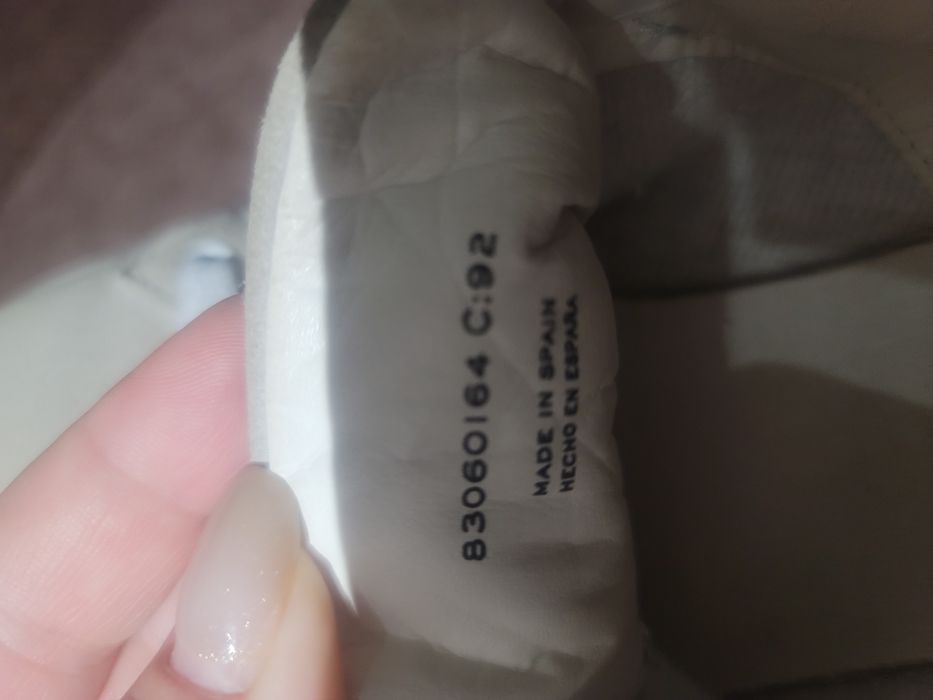 83060164 C:92
MADE IN SPAIN
HECHO EN ESPAÑA